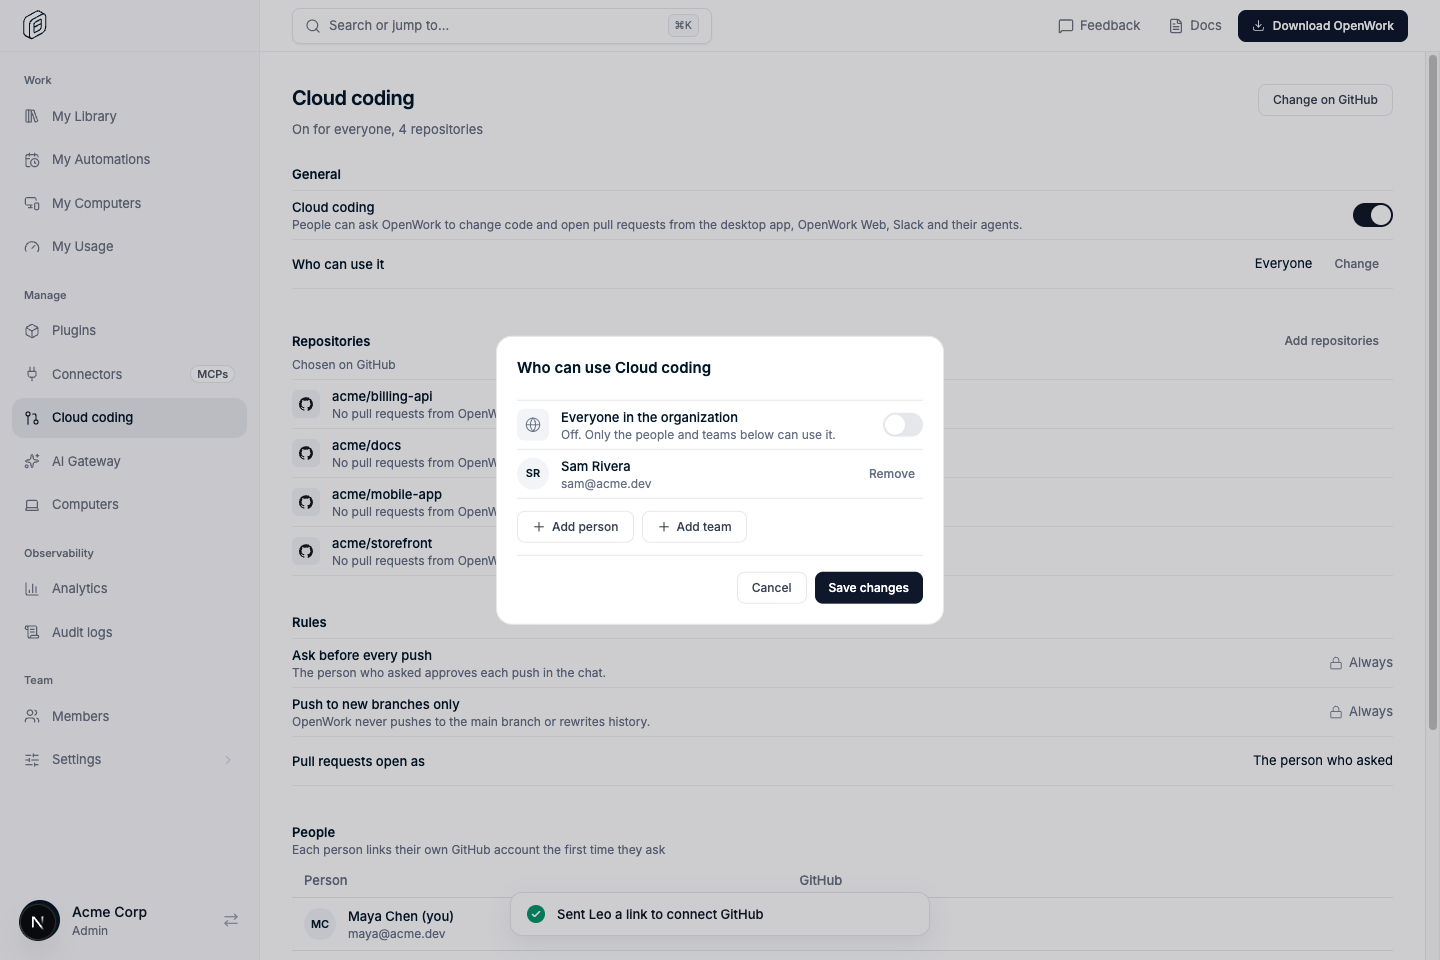 Search or jump to...
⌘K
Feedback
Docs
Download OpenWork
Work
My Library
My Automations
My Computers
My Usage
Manage
Plugins
Connectors
MCPs
Cloud coding
AI Gateway
Computers
Observability
Analytics
Audit logs
Team
Members
Settings
N
Acme Corp
Admin
Cloud coding
On for everyone, 4 repositories
Change on GitHub
General
Cloud coding
People can ask OpenWork to change code and open pull requests from the desktop app, OpenWork Web, Slack and their agents.
Who can use it
Everyone
Change
Repositories
Chosen on GitHub
Add repositories
acme/billing-api
No pull requests from OpenW
acme/docs
No pull requests from OpenW
acme/mobile-app
No pull requests from OpenW
acme/storefront
No pull requests from OpenW
Who can use Cloud coding
Everyone in the organization
Off. Only the people and teams below can use it.
SR
Sam Rivera
sam@acme.dev
Remove
Add person
Add team
Cancel
Save changes
Rules
Ask before every push
The person who asked approves each push in the chat.
Always
Push to new branches only
OpenWork never pushes to the main branch or rewrites history.
Always
Pull requests open as
The person who asked
People
Each person links their own GitHub account the first time they ask
Person
GitHub
MC
Maya Chen (you)
maya@acme.dev
Sent Leo a link to connect GitHub